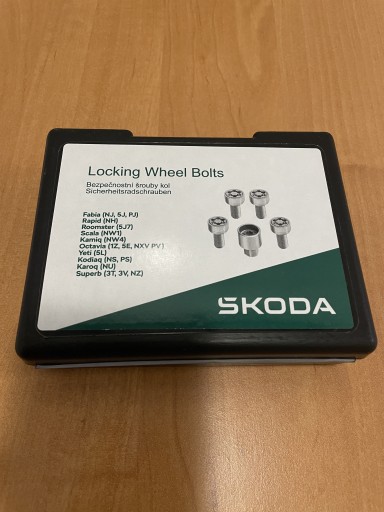 Locking Wheel Bolts
Bezpečnostní šrouby kol
Sicherheitsradschrauben
Fabia (NJ, 5J, PJ)
Rapid (NH)
Roomster (5J7)
Scala (NW1)
Kamiq (NW4)
Octavia (1Z, 5E, NXV PV)
Yeti (5L)
Kodiaq (NS, PS)
Karoq (NU)
Superb (3T, 3V, NZ)
ŠKODA